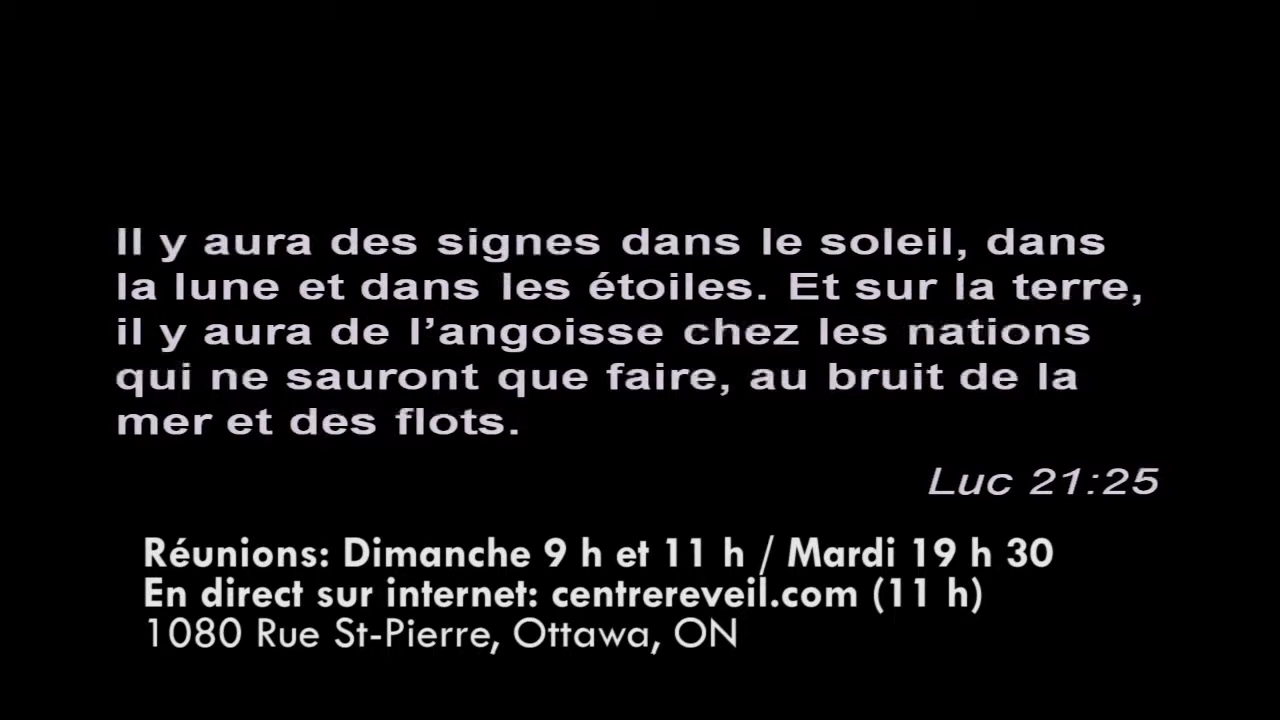 Il y aura des signes dans le soleil, dans
la lune et dans les étoiles. Et sur la terre,
il y aura de l’angoisse chez les nations
qui ne sauront que faire, au bruit de la
mer et des flots.
Luc 21:25
Réunions: Dimanche 9 h et 11 h / Mardi 19 h 30
En direct sur internet: centrereveil.com (11 h)
1080 Rue St-Pierre, Ottawa, ON